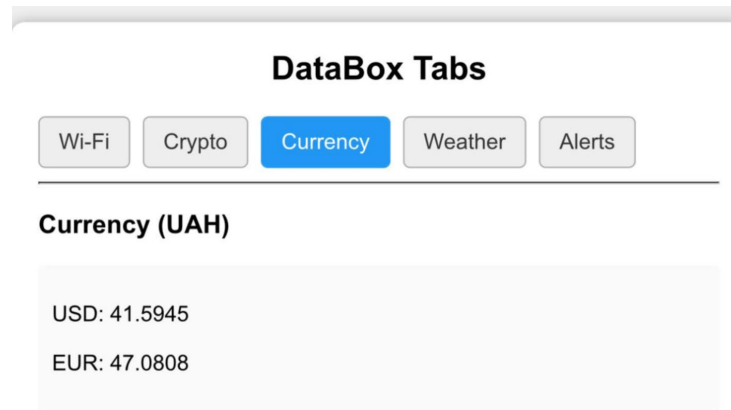 DataBox Tabs
Wi-Fi Crypto Currency Weather Alerts
Currency (UAH)
USD: 41.5945
EUR: 47.0808